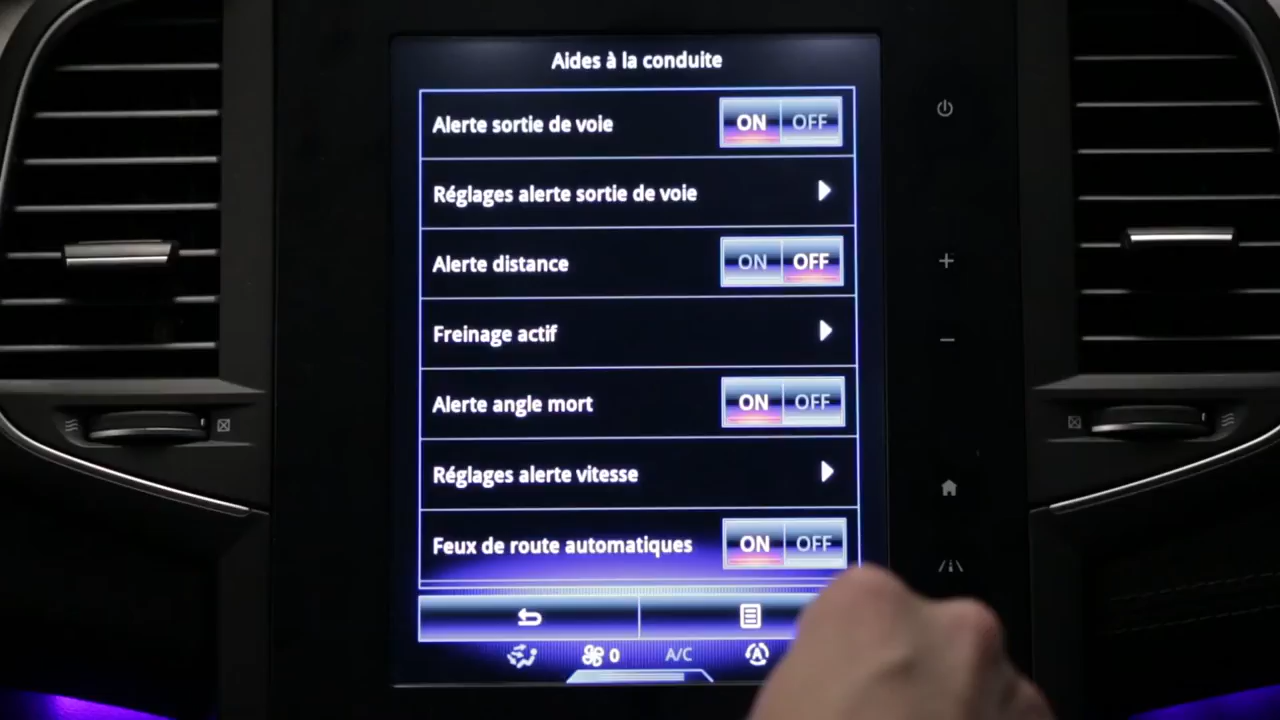 Aides à la conduite
Alerte sortie de voie ON OFF
Réglages alerte sortie de voie
Alerte distance ON OFF
Freinage actif
Alerte angle mort ON OFF
Réglages alerte vitesse
Feux de route automatiques ON OFF
0 A/C